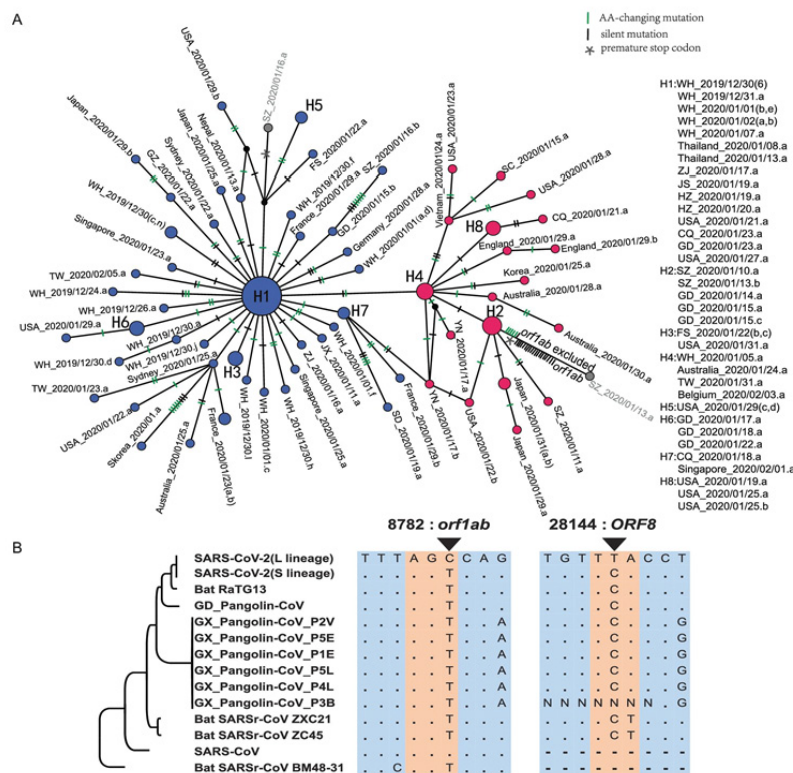 A
AA-changing mutation
silent mutation
premature stop codon
USA_2020/01/29.b
SZ_2020/01/16.a
H5
Japan_2020/01/29.b
GZ_2020/01/22.a
Sydney_2020/01/22.a
Japan_2020/01/25.a
Nepal_2020/01/13.a
FS_2020/01/22.a
WH_2019/12/30.f
France_2020/01/29.a
SZ_2020/01/16.b
GD_2020/01/15.b
Germany_2020/01/28.a
WH_2020/01/01(a,d)
WH_2019/12/30(c,n)
Singapore_2020/01/23.a
TW_2020/02/05.a
WH_2019/12/24.a
WH_2019/12/26.a
USA_2020/01/29.a
H6
WH_2019/12/30.a
WH_2019/12/30.d
WH_2019/12/30.j
Sydney_2020/01/25.a
TW_2020/01/23.a
H1
H3
H7
USA_2020/01/22.a
Skorea_2020/01.a
Australia_2020/01/25.a
France_2020/01/23(a,b)
WH_2019/12/30.l
WH_2020/01/01.c
WH_2019/12/30.h
Singapore_2020/01/25.a
ZJ_2020/01/16.a
JX_2020/01/11.a
WH_2020/01/01.f
SD_2020/01/19.a
France_2020/01/29.b
YN_2020/01/17.b
USA_2020/01/22.b
YN_2020/01/17.a
Vietnam_2020/01/24.a
USA_2020/01/23.a
SC_2020/01/15.a
USA_2020/01/28.a
H8
CQ_2020/01/21.a
England_2020/01/29.a
England_2020/01/29.b
H4
Korea_2020/01/25.a
Australia_2020/01/28.a
H2
Australia_2020/01/30.a
orf1ab excluded
orf1ab
SZ_2020/01/13.a
SZ_2020/01/11.a
Japan_2020/01/31(a,b)
Japan_2020/01/29.a
H1:WH_2019/12/30(6)
WH_2019/12/31.a
WH_2020/01/01(b,e)
WH_2020/01/02(a,b)
WH_2020/01/07.a
Thailand_2020/01/08.a
Thailand_2020/01/13.a
ZJ_2020/01/17.a
JS_2020/01/19.a
HZ_2020/01/19.a
HZ_2020/01/20.a
USA_2020/01/21.a
CQ_2020/01/23.a
GD_2020/01/23.a
USA_2020/01/27.a
H2:SZ_2020/01/10.a
SZ_2020/01/13.b
GD_2020/01/14.a
GD_2020/01/15.a
GD_2020/01/15.c
H3:FS_2020/01/22(b,c)
USA_2020/01/31.a
H4:WH_2020/01/05.a
Australia_2020/01/24.a
TW_2020/01/31.a
Belgium_2020/02/03.a
H5:USA_2020/01/29(c,d)
H6:GD_2020/01/17.a
GD_2020/01/18.a
GD_2020/01/22.a
H7:CQ_2020/01/18.a
Singapore_2020/02/01.a
H8:USA_2020/01/19.a
USA_2020/01/25.a
USA_2020/01/25.b
B
8782 : orf1ab 28144 : ORF8
SARS-CoV-2(L lineage) T T T A G C C A G T G T T T A C C T
SARS-CoV-2(S lineage) . . . . . T . . . . . . . C . . . .
Bat RaTG13 . . . . . T . . . . . . . C . . . .
GD_Pangolin-CoV . . . . . T . . . . . . . C . . . .
GX_Pangolin-CoV_P2V . . . . . T . . A . . . . C . . . G
GX_Pangolin-CoV_P5E . . . . . T . . A . . . . C . . . G
GX_Pangolin-CoV_P1E . . . . . T . . A . . . . C . . . G
GX_Pangolin-CoV_P5L . . . . . T . . A . . . . C . . . G
GX_Pangolin-CoV_P4L . . . . . T . . A . . . . C . . . G
GX_Pangolin-CoV_P3B . . . . . T . . A N N N N N N N . G
Bat SARSr-CoV ZXC21 . . . . . T . . . . . . . C T . . .
Bat SARSr-CoV ZC45 . . . . . T . . . . . . . C T . . .
SARS-CoV . . . . . . . . . - - - - - - - - -
Bat SARSr-CoV BM48-31 . . C . . T . . . - - - - - - - - -